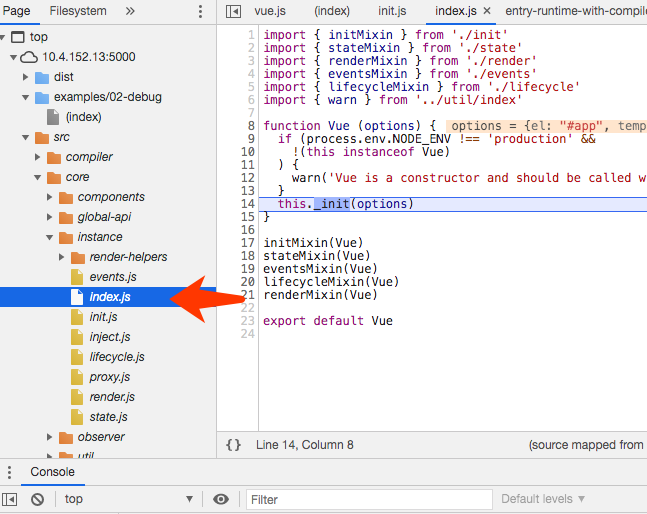 Page Filesystem »
vue.js (index) init.js index.js × entry-runtime-with-compile
top
10.4.152.13:5000
dist
examples/02-debug
(index)
src
compiler
core
components
global-api
instance
render-helpers
events.js
index.js
init.js
inject.js
lifecycle.js
proxy.js
render.js
state.js
observer
util
1 import { initMixin } from './init'
2 import { stateMixin } from './state'
3 import { renderMixin } from './render'
4 import { eventsMixin } from './events'
5 import { lifecycleMixin } from './lifecycle'
6 import { warn } from '../util/index'
7
8 function Vue (options) { options = {el: "#app", temp
9 if (process.env.NODE_ENV !== 'production' &&
10 !(this instanceof Vue)
11 ) {
12 warn('Vue is a constructor and should be called w
13 }
14 this._init(options)
15 }
16
17 initMixin(Vue)
18 stateMixin(Vue)
19 eventsMixin(Vue)
20 lifecycleMixin(Vue)
21 renderMixin(Vue)
22
23 export default Vue
24
{} Line 14, Column 8 (source mapped from
Console
top Filter Default levels